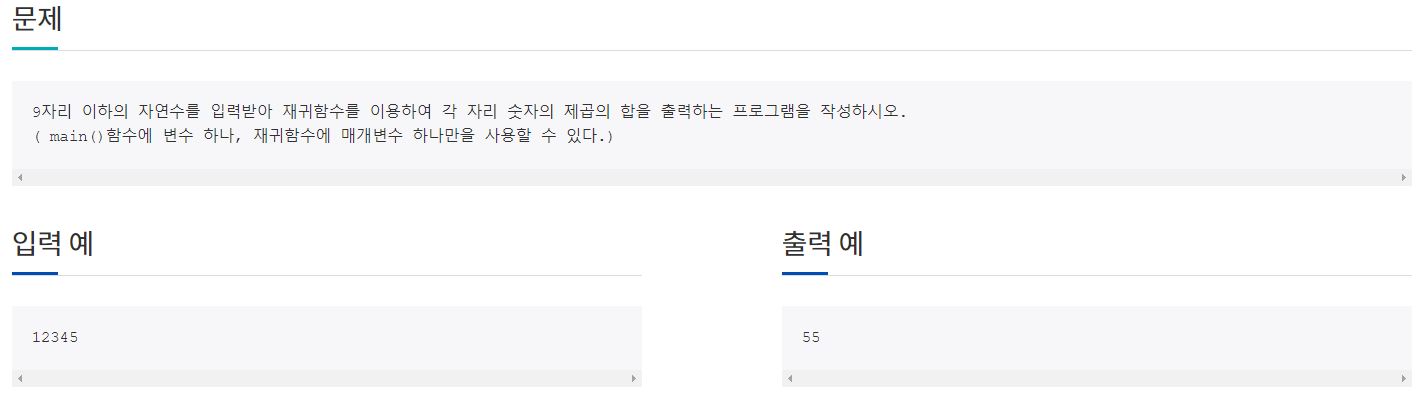 문제
9자리 이하의 자연수를 입력받아 재귀함수를 이용하여 각 자리 숫자의 제곱의 합을 출력하는 프로그램을 작성하시오.
( main()함수에 변수 하나, 재귀함수에 매개변수 하나만을 사용할 수 있다.)
입력 예
출력 예
12345
55